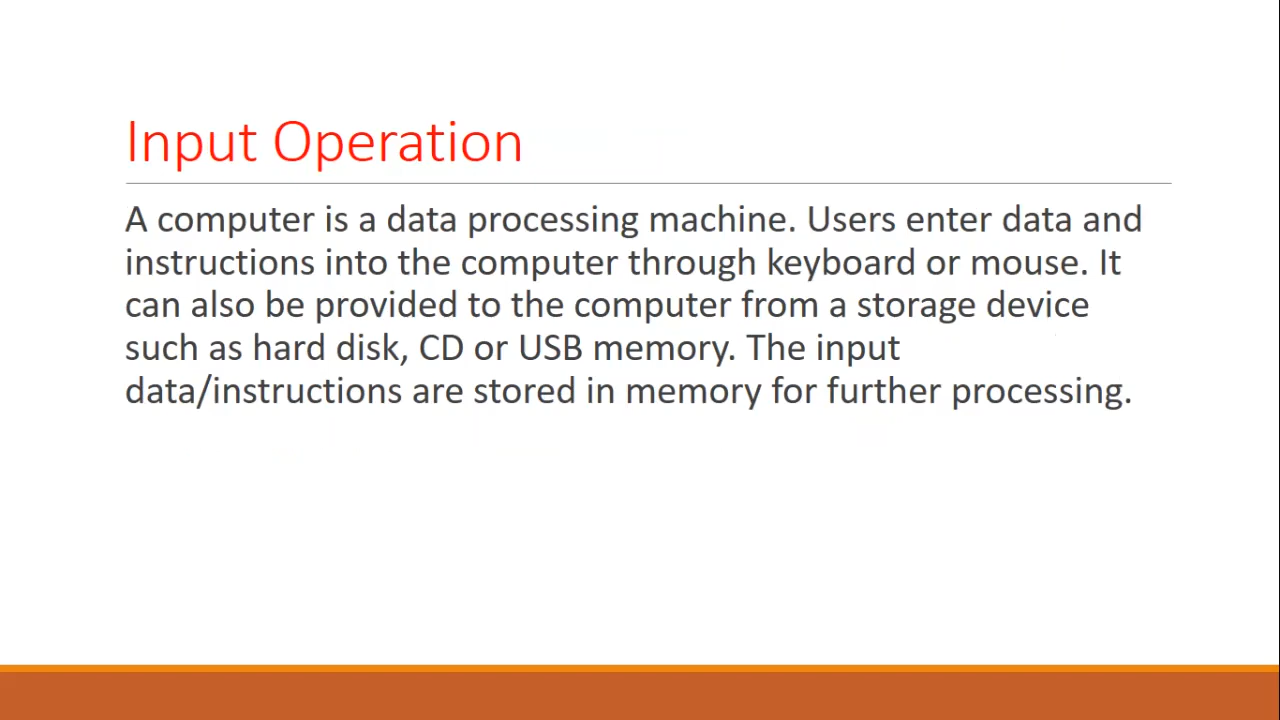 Input Operation
A computer is a data processing machine. Users enter data and
instructions into the computer through keyboard or mouse. It
can also be provided to the computer from a storage device
such as hard disk, CD or USB memory. The input
data/instructions are stored in memory for further processing.